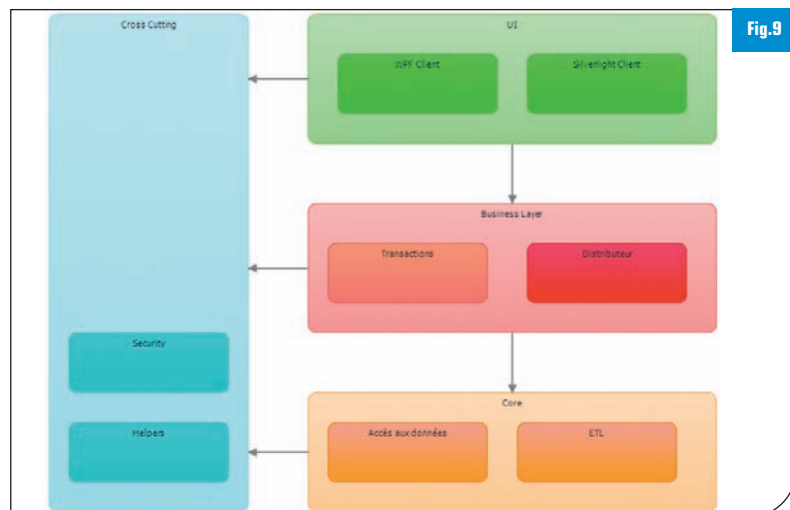 Cross Cutting
UI
Fig.9
WPF Client
Silverlight Client
Business Layer
Transactions
Distributeur
Security
Core
Helpers
Accès aux données
ETL